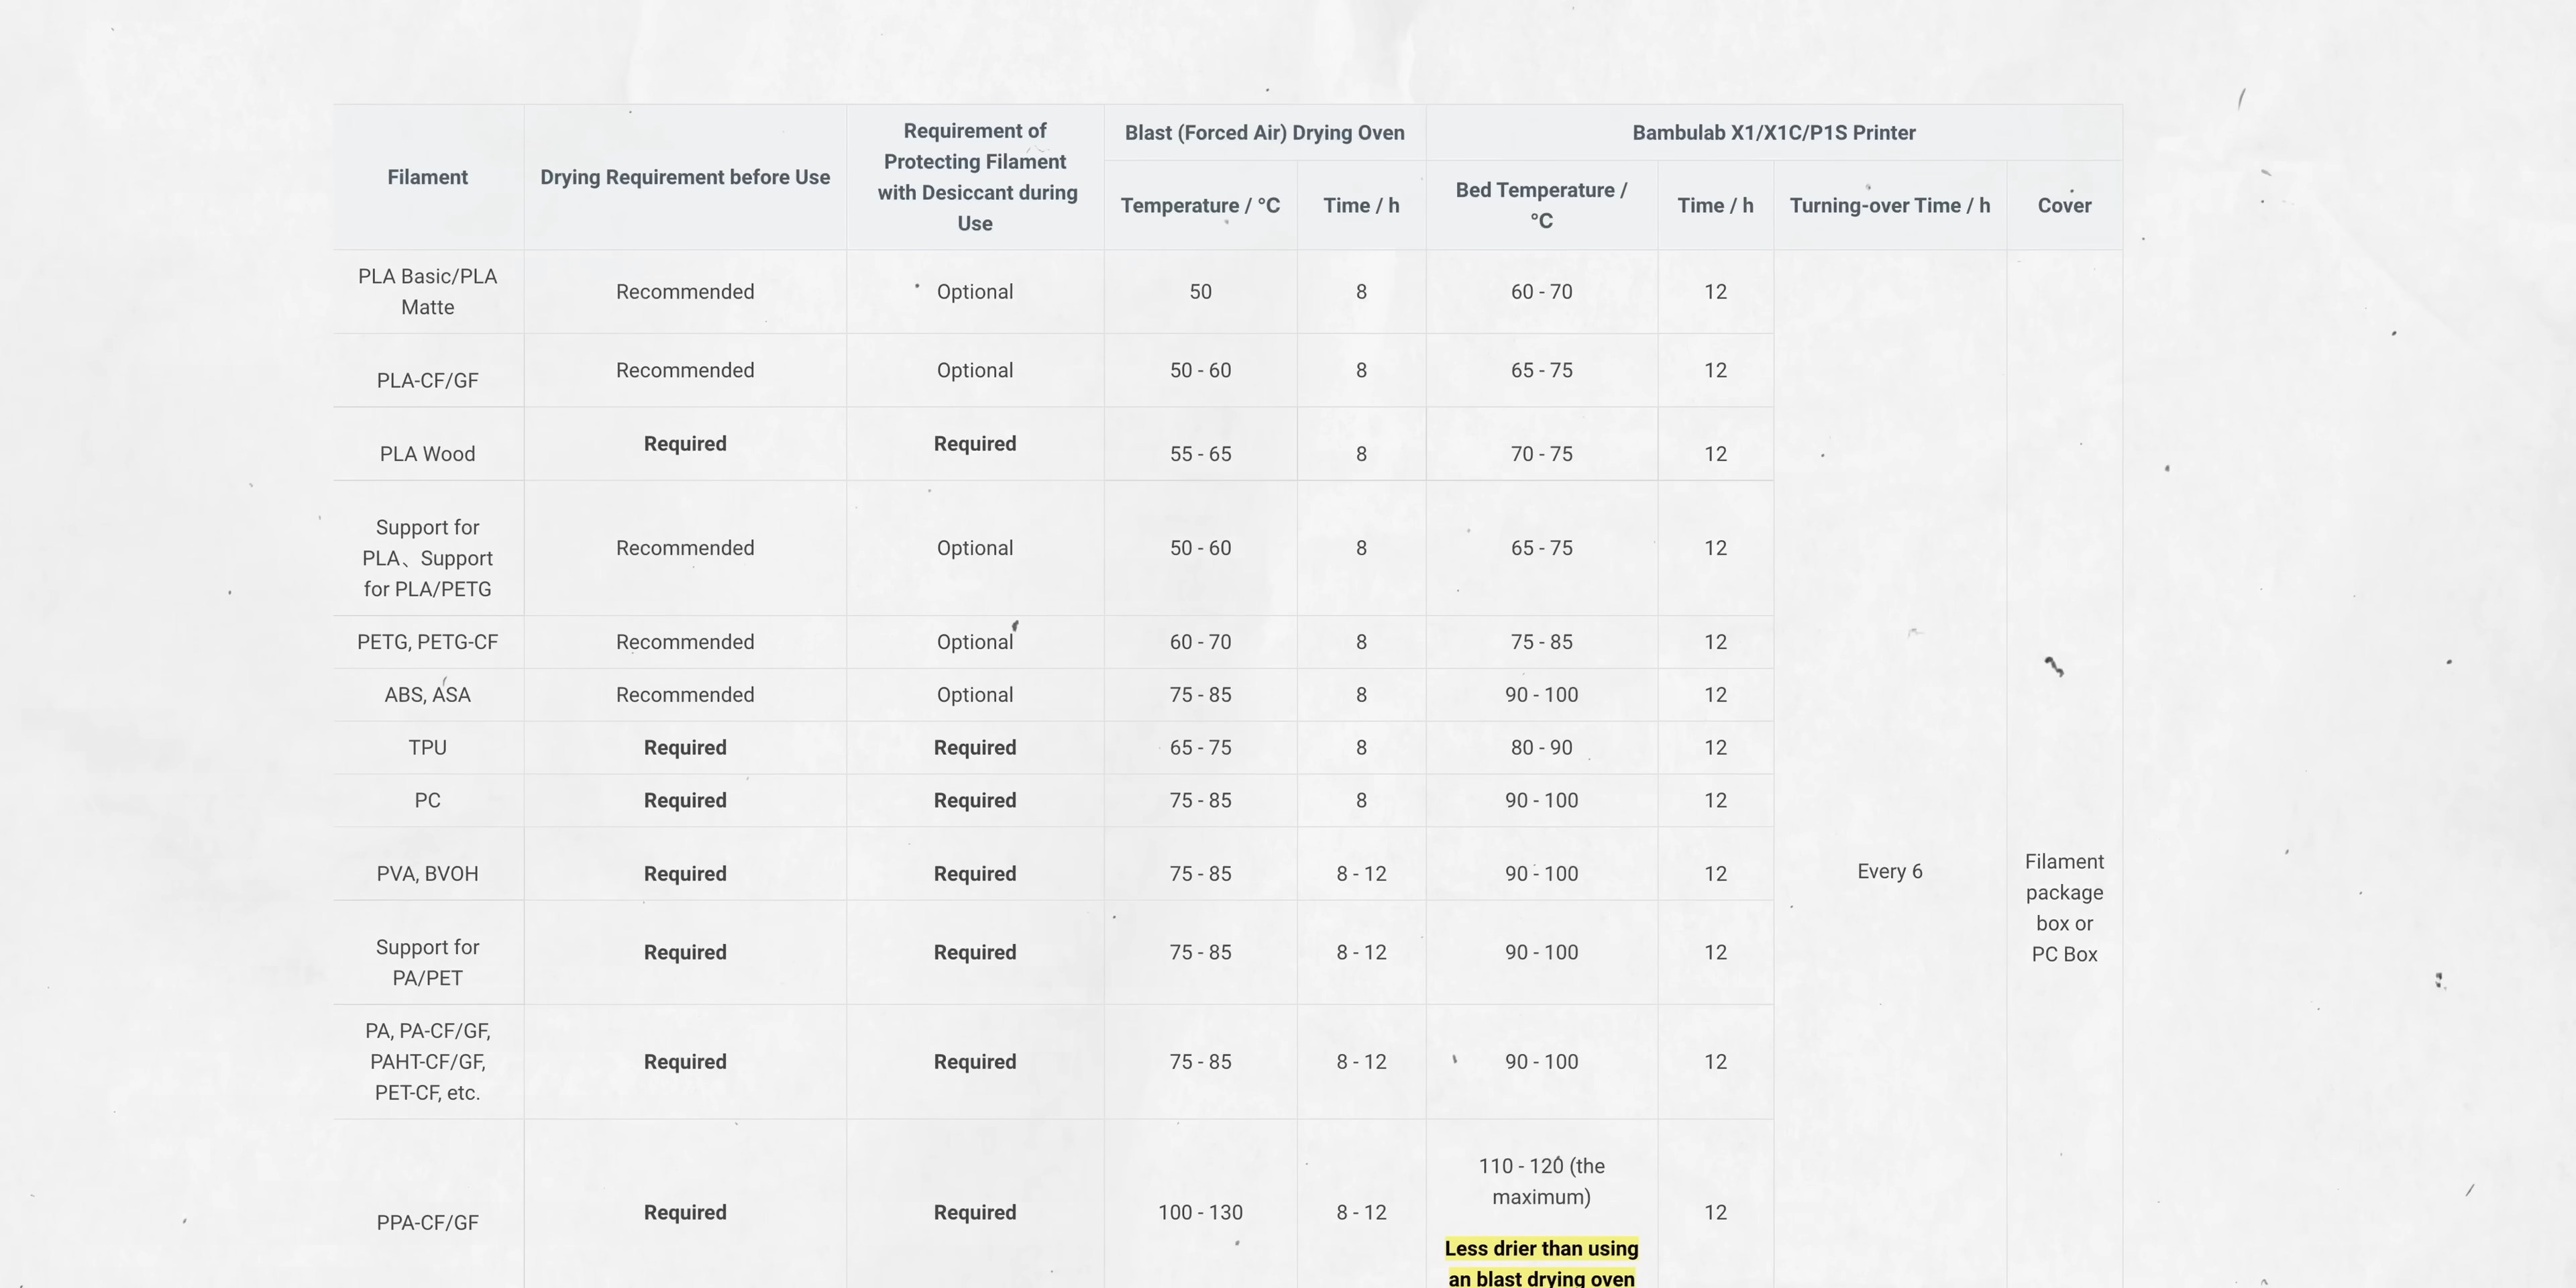 Filament
Drying Requirement before Use
Requirement of
Protecting Filament
with Desiccant during
Use
Blast (Forced Air) Drying Oven
Bambulab X1/X1C/P1S Printer
Temperature / °C
Time / h
Bed Temperature /
°C
Time / h
Turning-over Time / h
Cover
PLA Basic/PLA
Matte
Recommended
Optional
50
8
60 - 70
12
PLA-CF/GF
Recommended
Optional
50 - 60
8
65 - 75
12
PLA Wood
Required
Required
55 - 65
8
70 - 75
12
Support for
PLA、Support
for PLA/PETG
Recommended
Optional
50 - 60
8
65 - 75
12
PETG, PETG-CF
Recommended
Optional
60 - 70
8
75 - 85
12
ABS, ASA
Recommended
Optional
75 - 85
8
90 - 100
12
TPU
Required
Required
65 - 75
8
80 - 90
12
PC
Required
Required
75 - 85
8
90 - 100
12
PVA, BVOH
Required
Required
75 - 85
8 - 12
90 - 100
12
Every 6
Filament
package
box or
PC Box
Support for
PA/PET
Required
Required
75 - 85
8 - 12
90 - 100
12
PA, PA-CF/GF,
PAHT-CF/GF,
PET-CF, etc.
Required
Required
75 - 85
8 - 12
90 - 100
12
PPA-CF/GF
Required
Required
100 - 130
8 - 12
110 - 120 (the
maximum)
Less drier than using
an blast drying oven
12